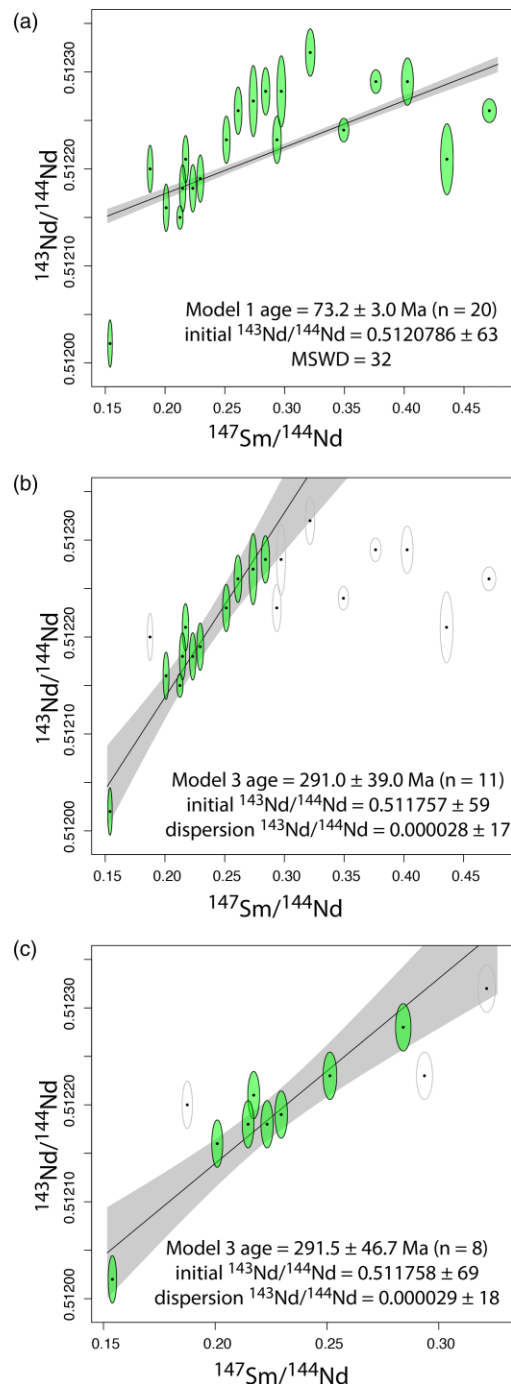 (a)
0.51230
0.51220
0.51210
0.51200
143Nd/144Nd
Model 1 age = 73.2 ± 3.0 Ma (n = 20)
initial 143Nd/144Nd = 0.5120786 ± 63
MSWD = 32
0.15 0.20 0.25 0.30 0.35 0.40 0.45
147Sm/144Nd
(b)
0.51230
0.51220
0.51210
0.51200
143Nd/144Nd
Model 3 age = 291.0 ± 39.0 Ma (n = 11)
initial 143Nd/144Nd = 0.511757 ± 59
dispersion 143Nd/144Nd = 0.000028 ± 17
0.15 0.20 0.25 0.30 0.35 0.40 0.45
147Sm/144Nd
(c)
0.51230
0.51220
0.51210
0.51200
143Nd/144Nd
Model 3 age = 291.5 ± 46.7 Ma (n = 8)
initial 143Nd/144Nd = 0.511758 ± 69
dispersion 143Nd/144Nd = 0.000029 ± 18
0.15 0.20 0.25 0.30
147Sm/144Nd